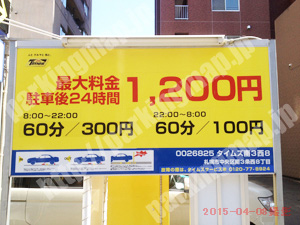 Times
最大料金
駐車後24時間
1,200円
8:00〜22:00
60分/300円
22:00〜8:00
60分/100円
0026825 タイムズ南3西8
札幌市中央区南3条西8丁目
0120-77-8924
2015-04-0